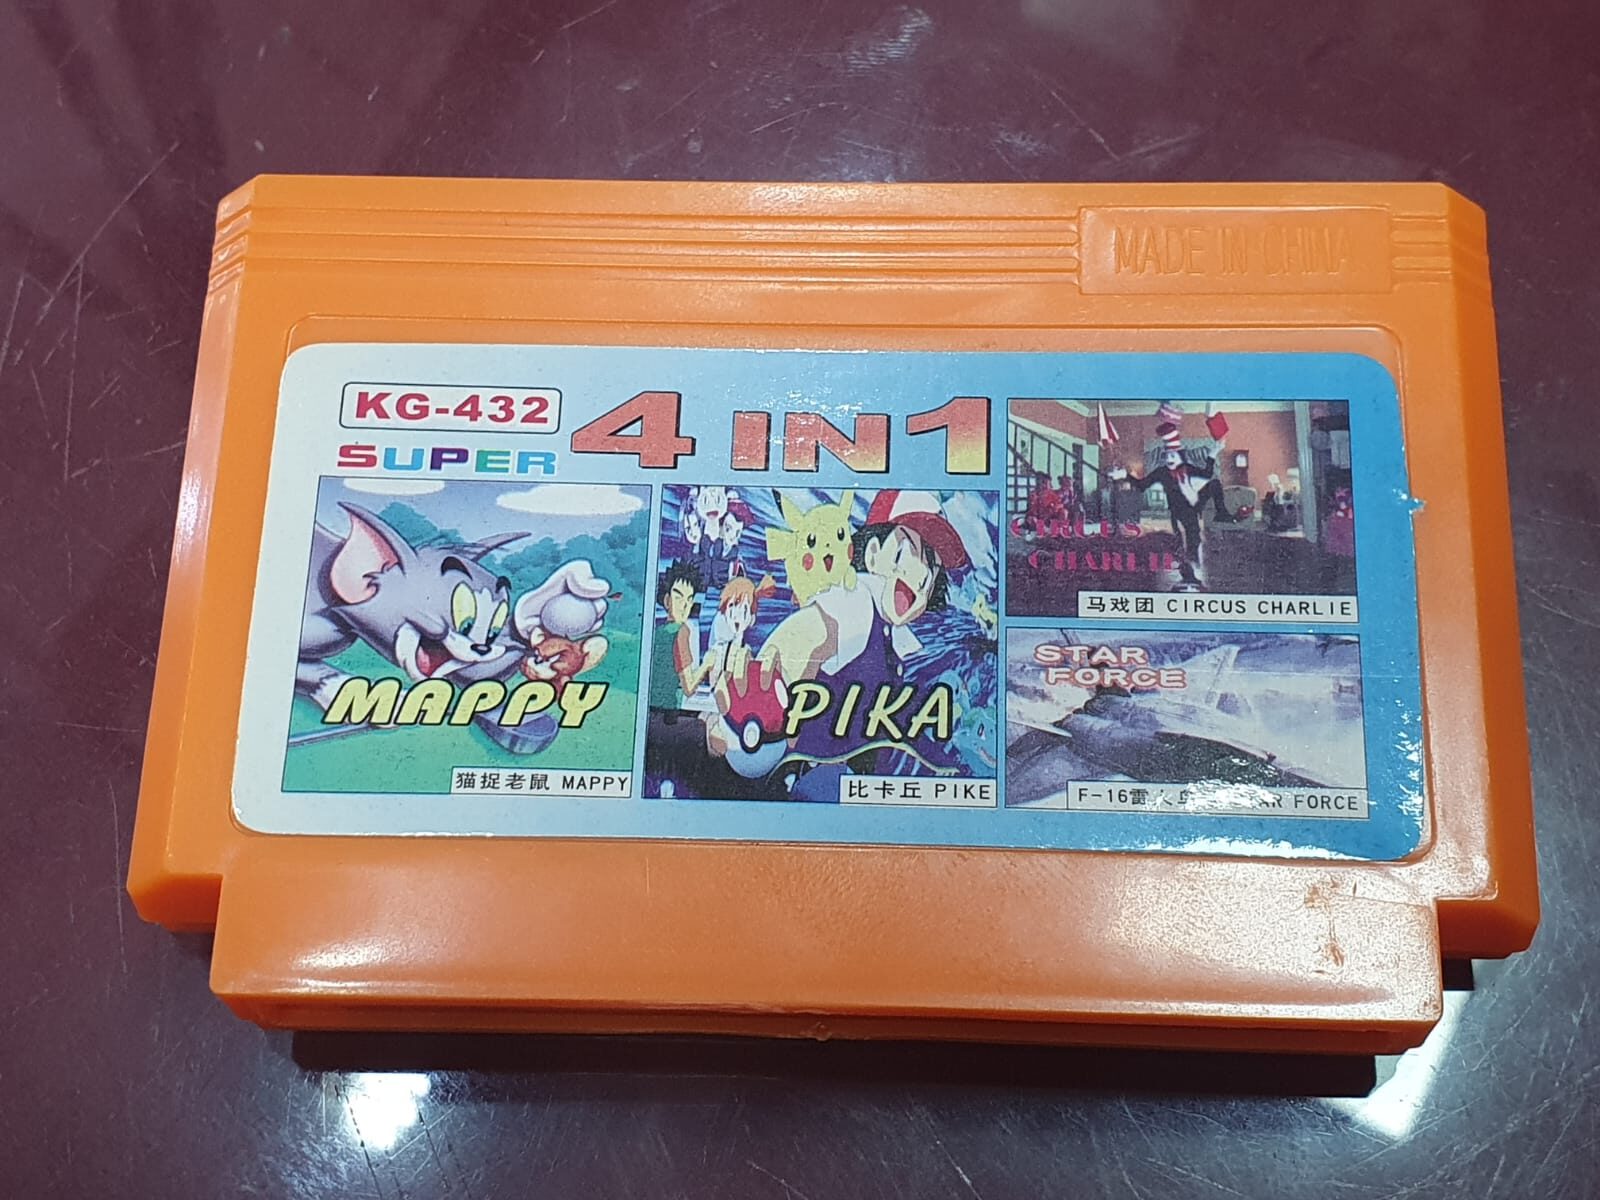 MADE IN CHINA
KG-432
SUPER
4 IN 1
MAPPY
猫捉老鼠 MAPPY
PIKA
比卡丘 PIKE
CIRCUS
CHARLIE
马戏团 CIRCUS CHARLIE
STAR
FORCE
F-16雷 FORCE